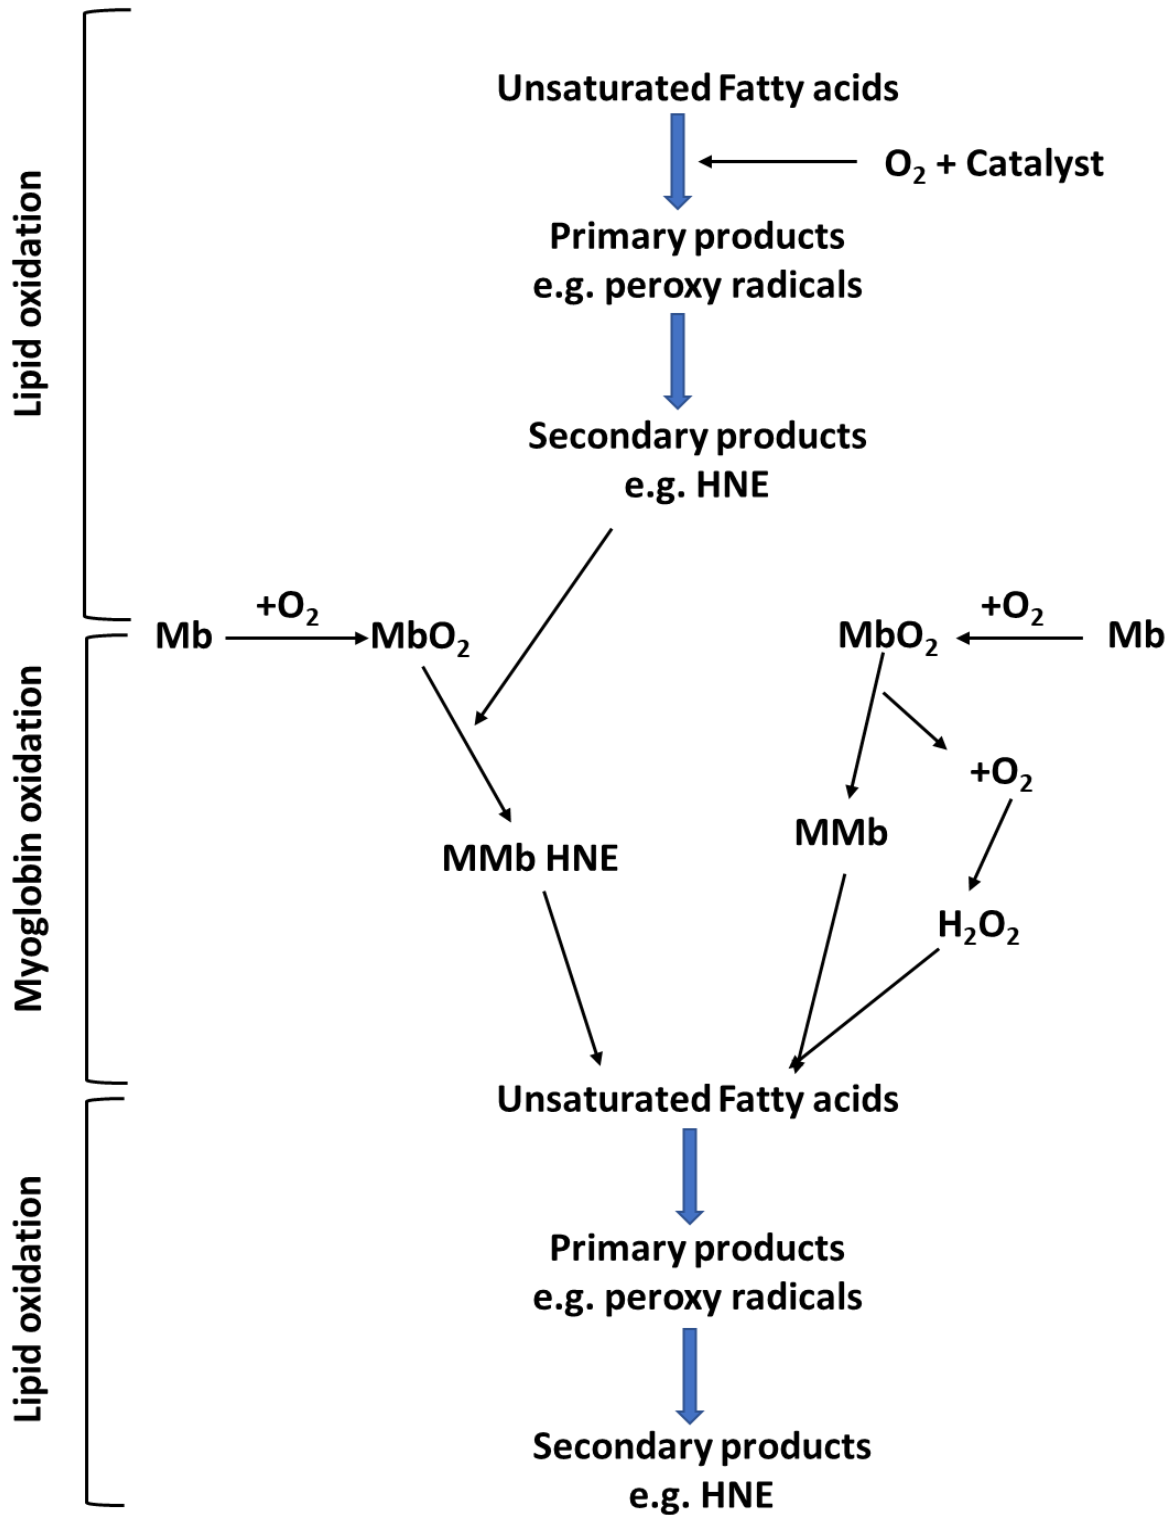 Lipid oxidation
Unsaturated Fatty acids
O₂ + Catalyst
Primary products
e.g. peroxy radicals
Secondary products
e.g. HNE
Myoglobin oxidation
Mb
+O₂
MbO₂
MbO₂
+O₂
Mb
+O₂
MMb
MMb HNE
H₂O₂
Lipid oxidation
Unsaturated Fatty acids
Primary products
e.g. peroxy radicals
Secondary products
e.g. HNE